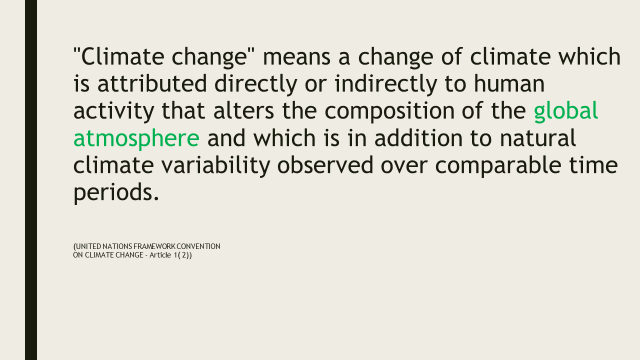 "Climate change" means a change of climate which
is attributed directly or indirectly to human
activity that alters the composition of the global
atmosphere and which is in addition to natural
climate variability observed over comparable time
periods.
(UNITED NATIONS FRAMEWORK CONVENTION
ON CLIMATE CHANGE - Article 1(2))